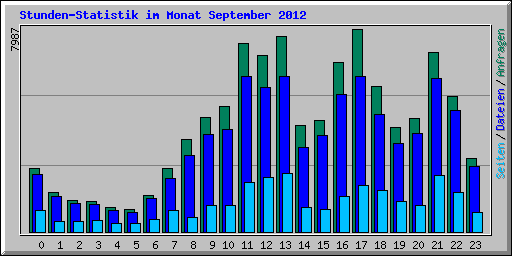 Stunden-Statistik im Monat September 2012
7987
Seiten / Dateien / Anfragen
0 1 2 3 4 5 6 7 8 9 10 11 12 13 14 15 16 17 18 19 20 21 22 23